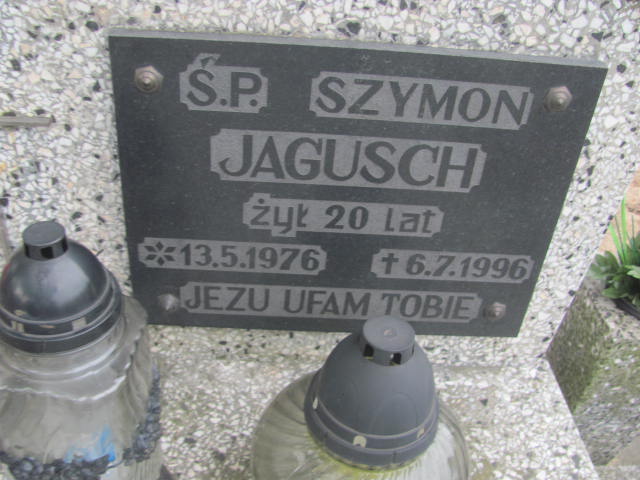 Ś.P. SZYMON
JAGUSCH
żył 20 lat
✲13.5.1976 ✝6.7.1996
JEZU UFAM TOBIE